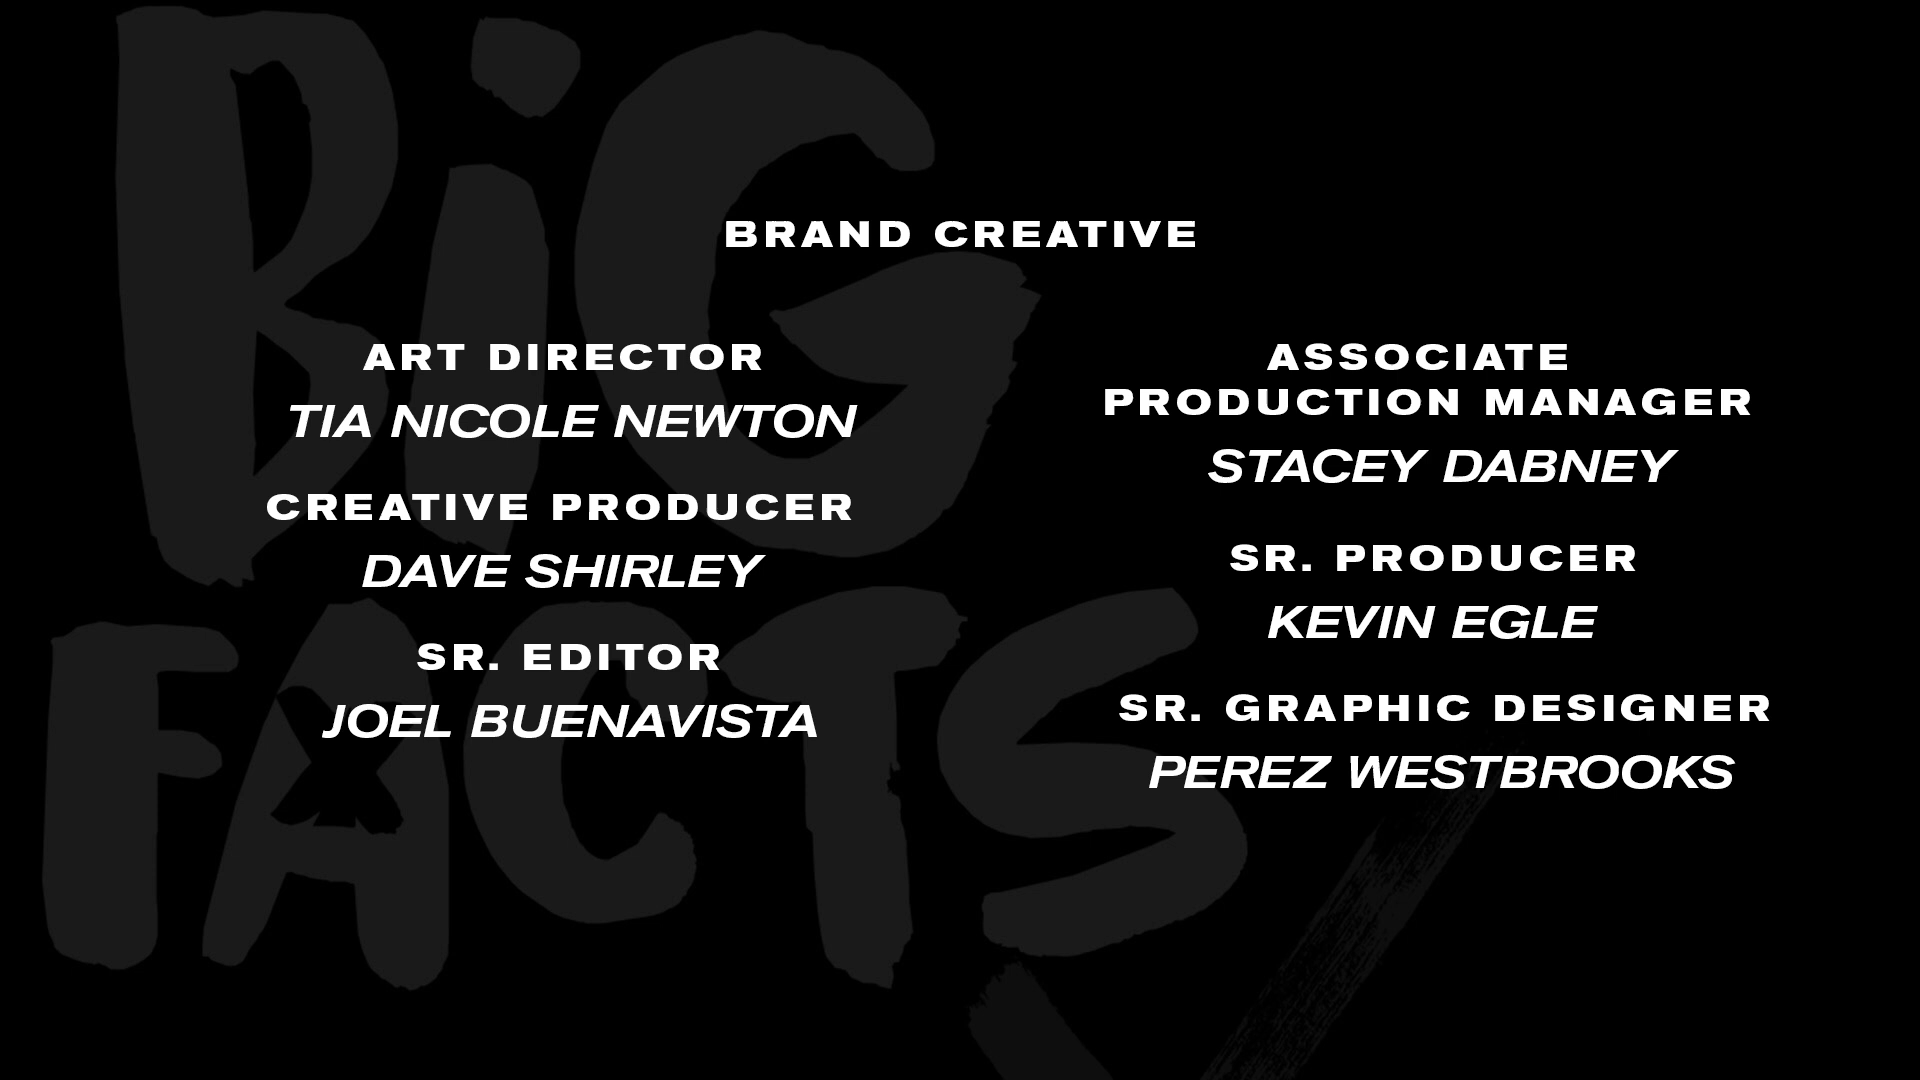 BiG
FACTS
BRAND CREATIVE
ART DIRECTOR
TIA NICOLE NEWTON
CREATIVE PRODUCER
DAVE SHIRLEY
SR. EDITOR
JOEL BUENAVISTA
ASSOCIATE
PRODUCTION MANAGER
STACEY DABNEY
SR. PRODUCER
KEVIN EGLE
SR. GRAPHIC DESIGNER
PEREZ WESTBROOKS